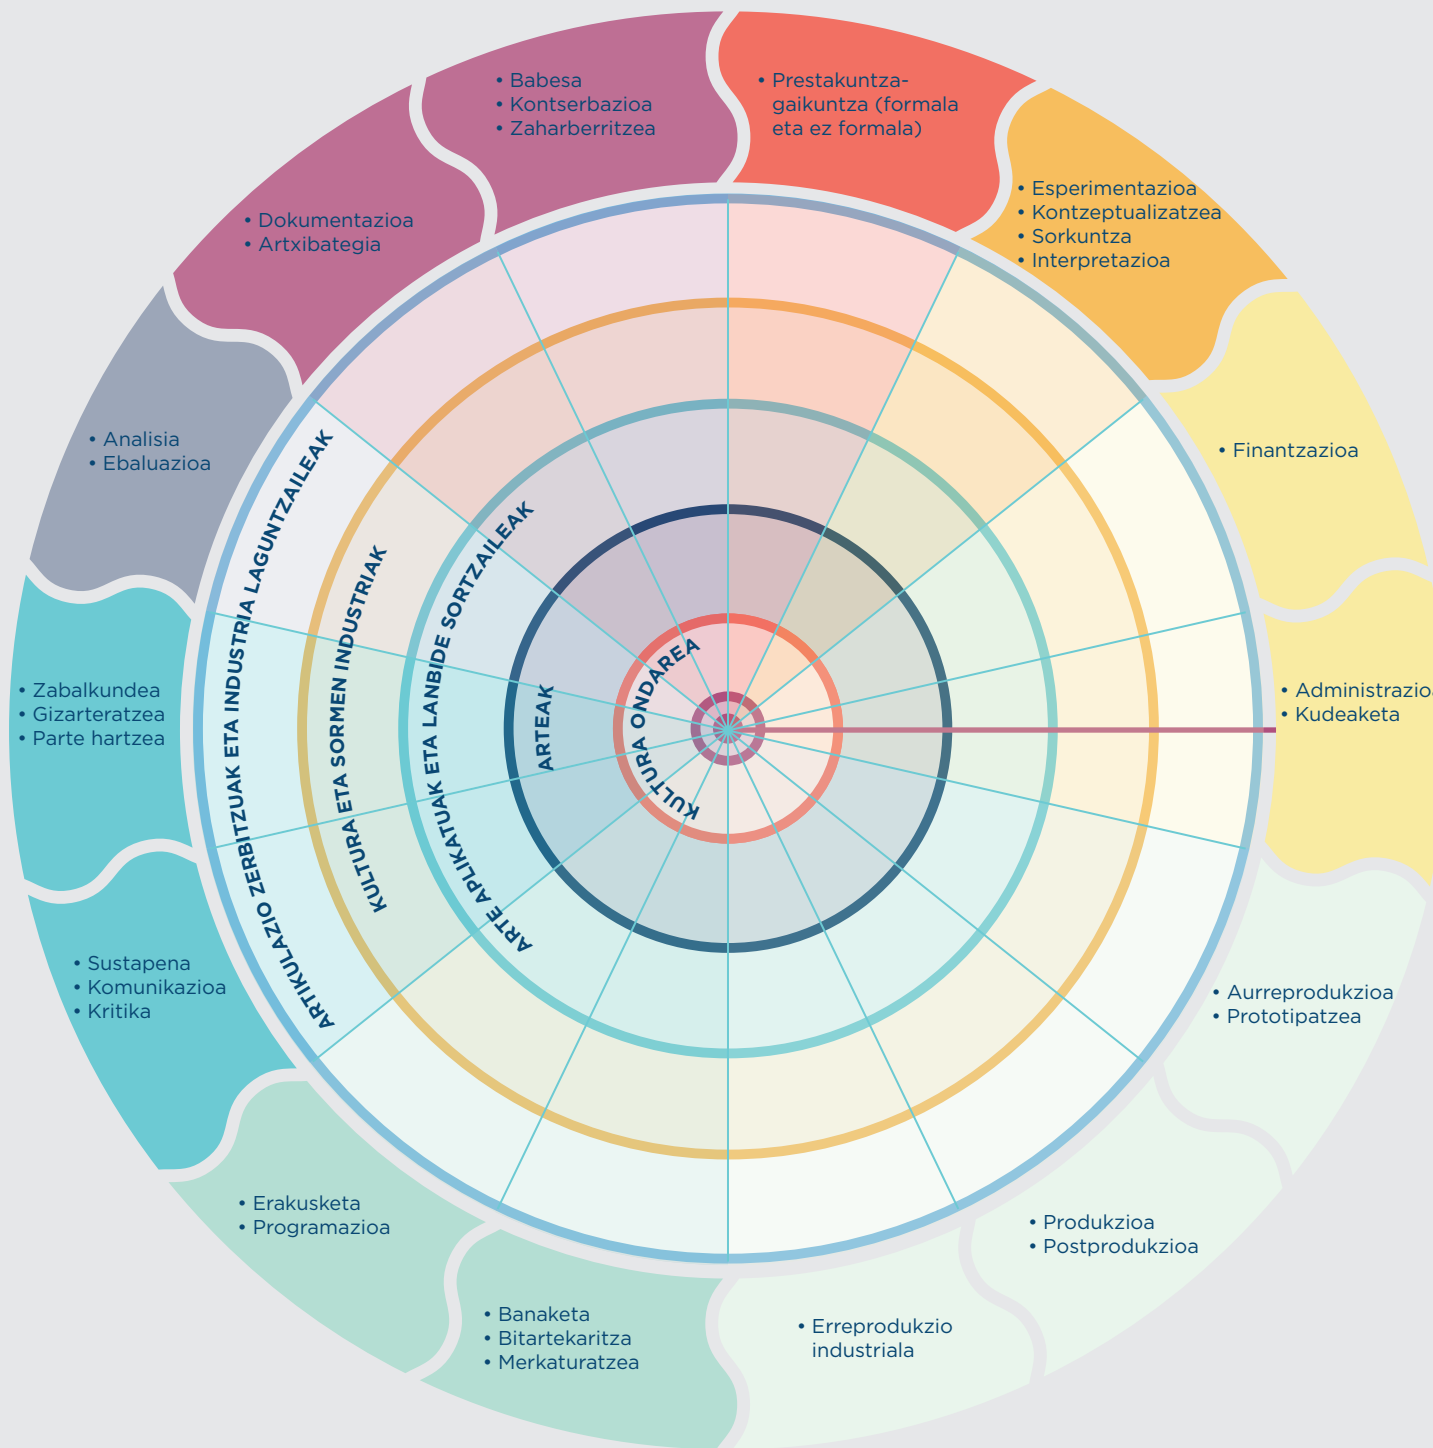 • Babesa
• Kontserbazioa
• Zaharberritzea
• Prestakuntza-
gaikuntza (formala
eta ez formala)
• Esperimentazioa
• Kontzeptualizatzea
• Sorkuntza
• Interpretazioa
• Finantzazioa
• Administrazioa
• Kudeaketa
• Aurreprodukzioa
• Prototipatzea
• Produkzioa
• Postprodukzioa
• Erreprodukzio
industriala
• Banaketa
• Bitartekaritza
• Merkaturatzea
• Erakusketa
• Programazioa
• Sustapena
• Komunikazioa
• Kritika
• Zabalkundea
• Gizarteratzea
• Parte hartzea
• Analisia
• Ebaluazioa
• Dokumentazioa
• Artxibategia
ARTIKULAZIO ZERBITZUAK ETA INDUSTRIA LAGUNTZAILEAK
KULTURA ETA SORMEN INDUSTRIAK
ARTE APLIKATUAK ETA LANBIDE SORTZAILEAK
ARTEAK
KULTURA ONDAREA